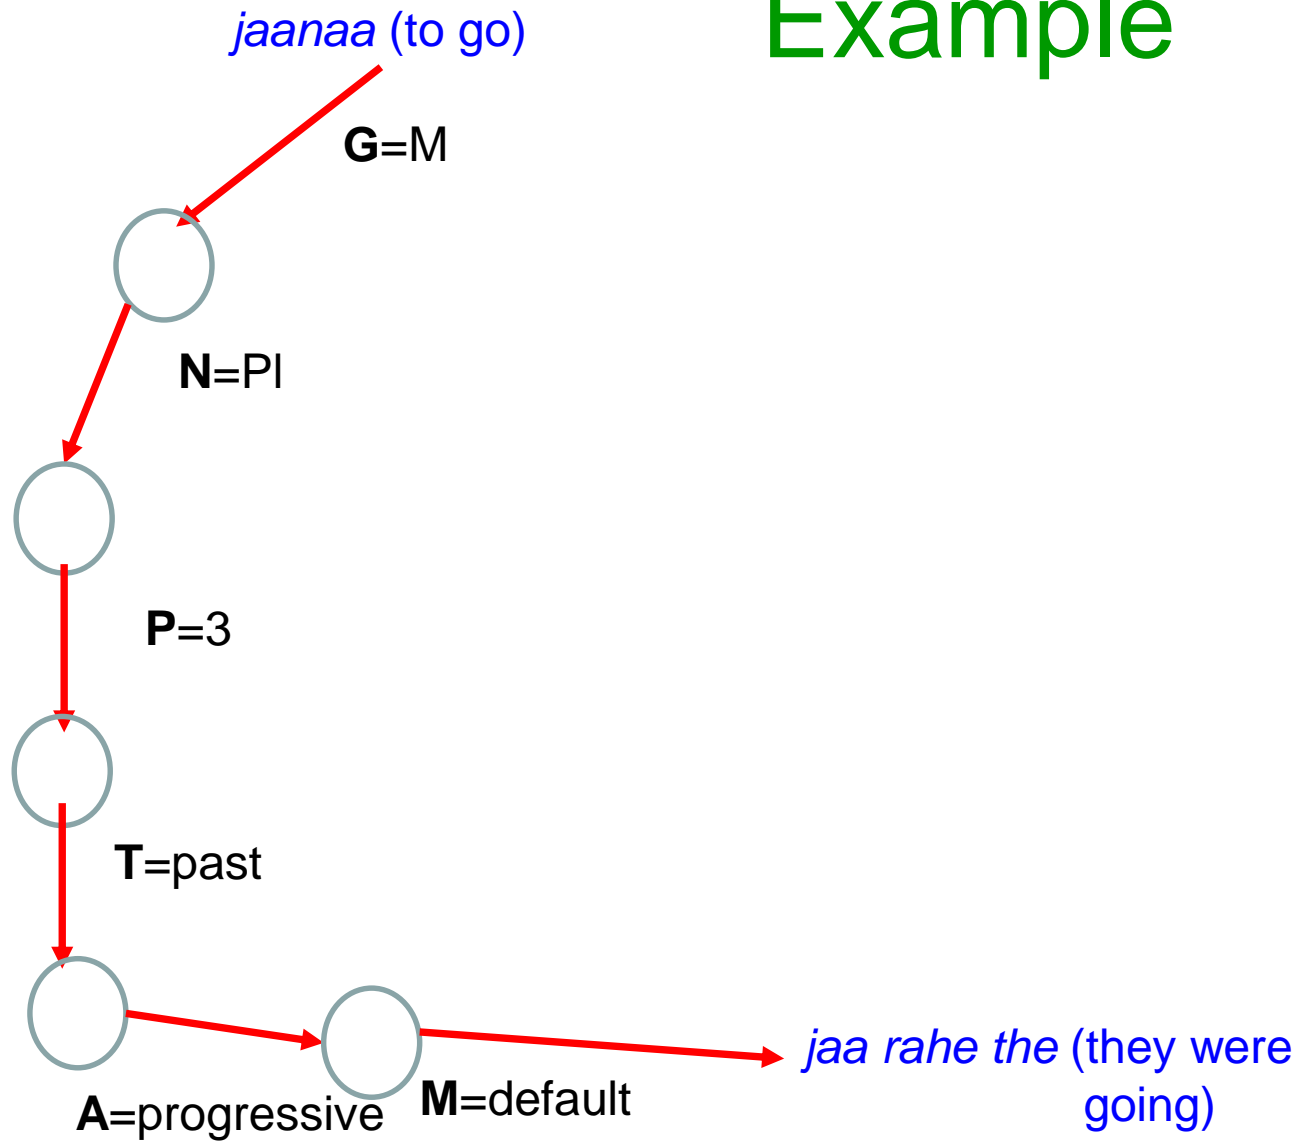 Example
jaanaa (to go)
G=M
N=Pl
P=3
T=past
A=progressive
M=default
jaa rahe the (they were
going)